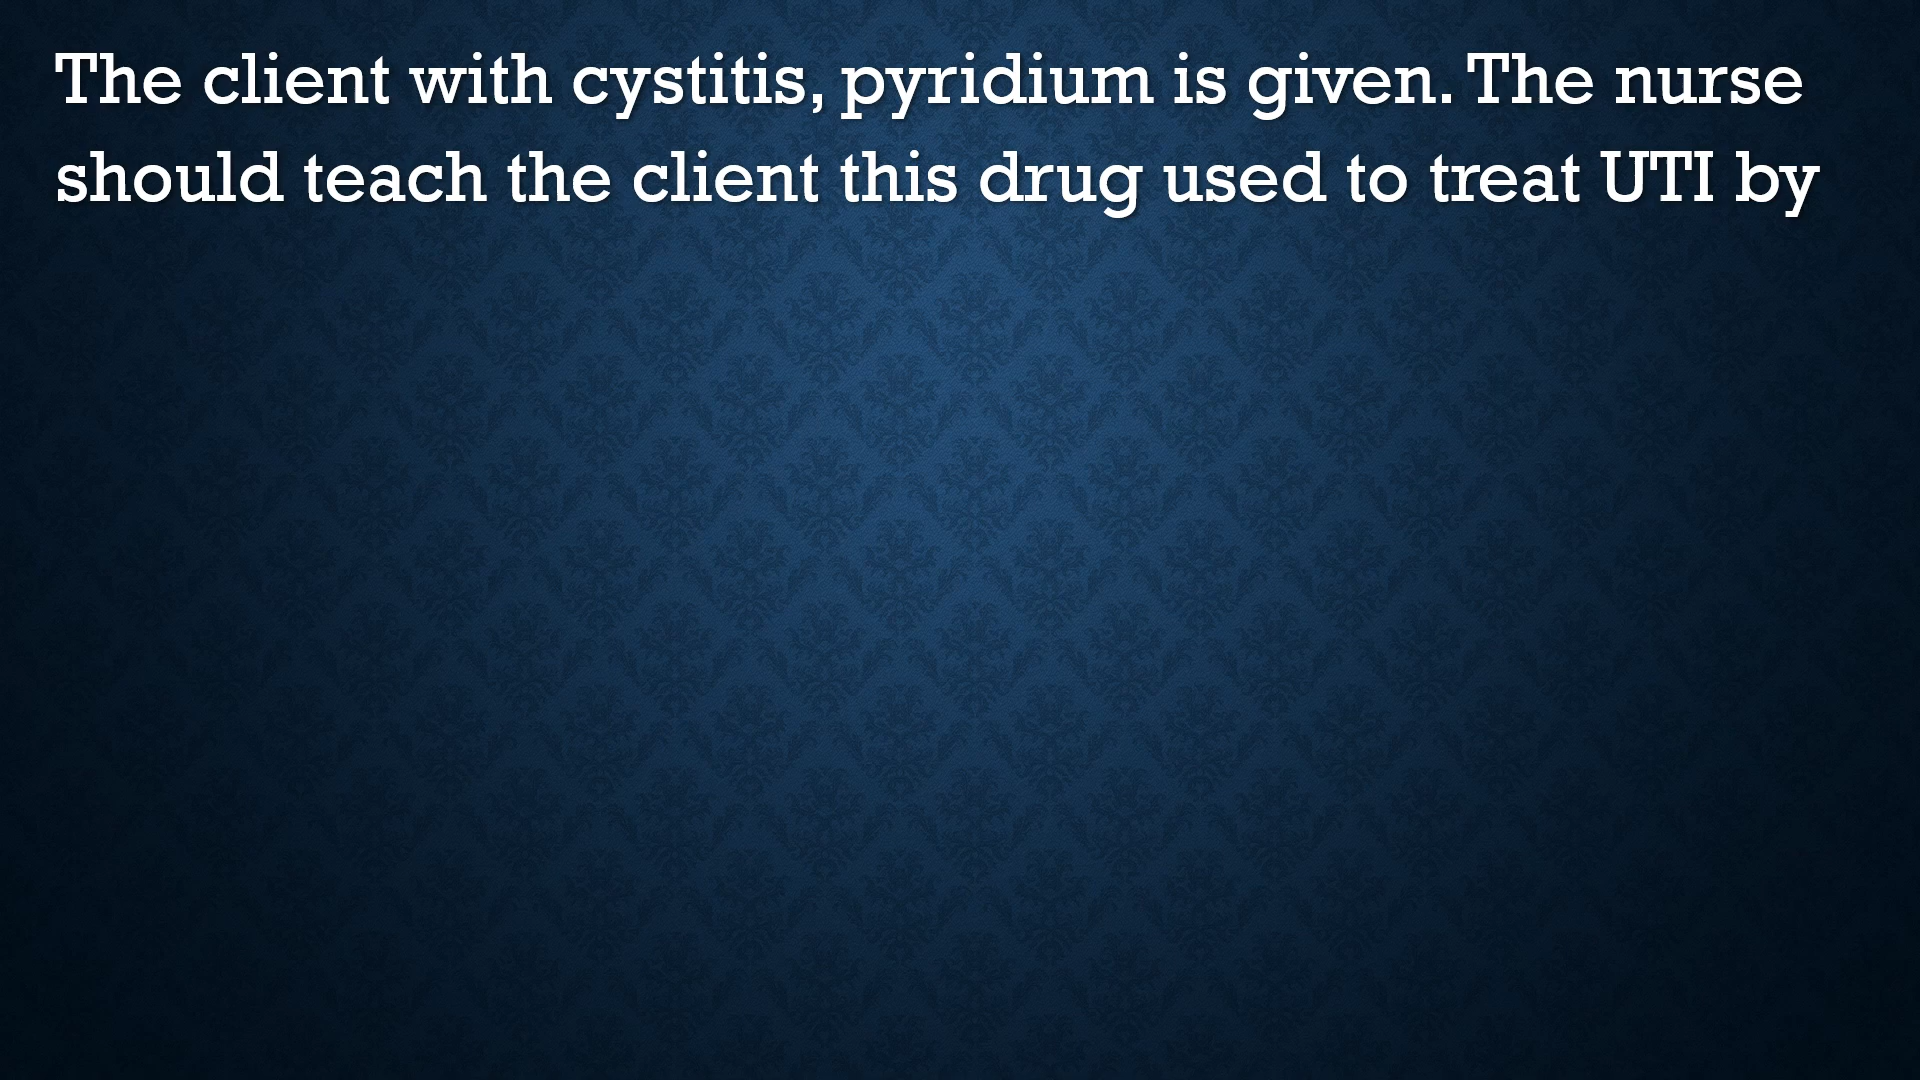 The client with cystitis, pyridium is given. The nurse
should teach the client this drug used to treat UTI by